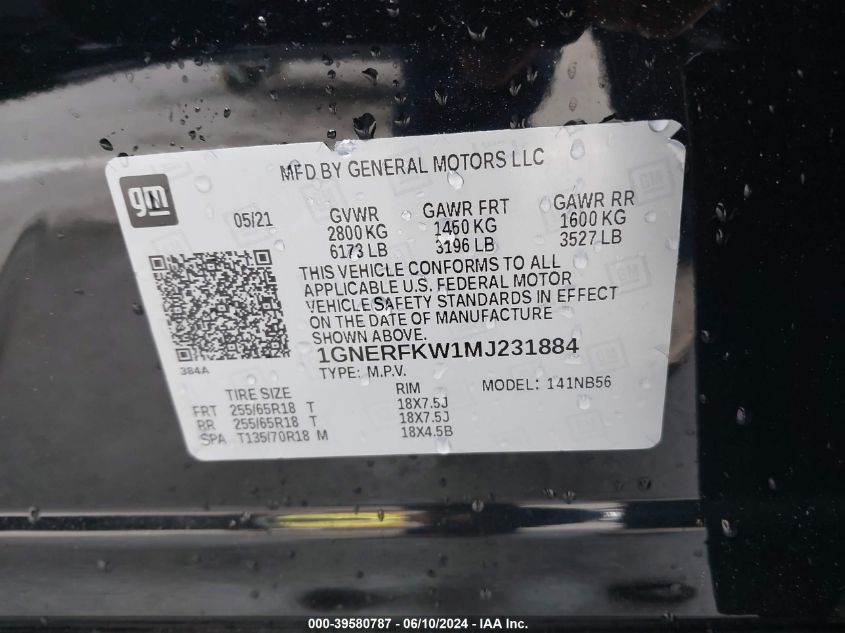 MFD BY GENERAL MOTORS LLC
gm
05/21 GVWR GAWR FRT GAWR RR
2800 KG 1450 KG 1600 KG
6173 LB 3196 LB 3527 LB
THIS VEHICLE CONFORMS TO ALL
APPLICABLE U.S. FEDERAL MOTOR
VEHICLE SAFETY STANDARDS IN EFFECT
ON THE DATE OF MANUFACTURE
SHOWN ABOVE.
1GNERFKW1MJ231884
384A
TYPE: M.P.V. MODEL: 141NB56
TIRE SIZE RIM
FRT 255/65R18 T 18X7.5J
RR 255/65R18 T 18X7.5J
SPA T135/70R18 M 18X4.5B
000-39580787 - 06/10/2024 - IAA Inc.